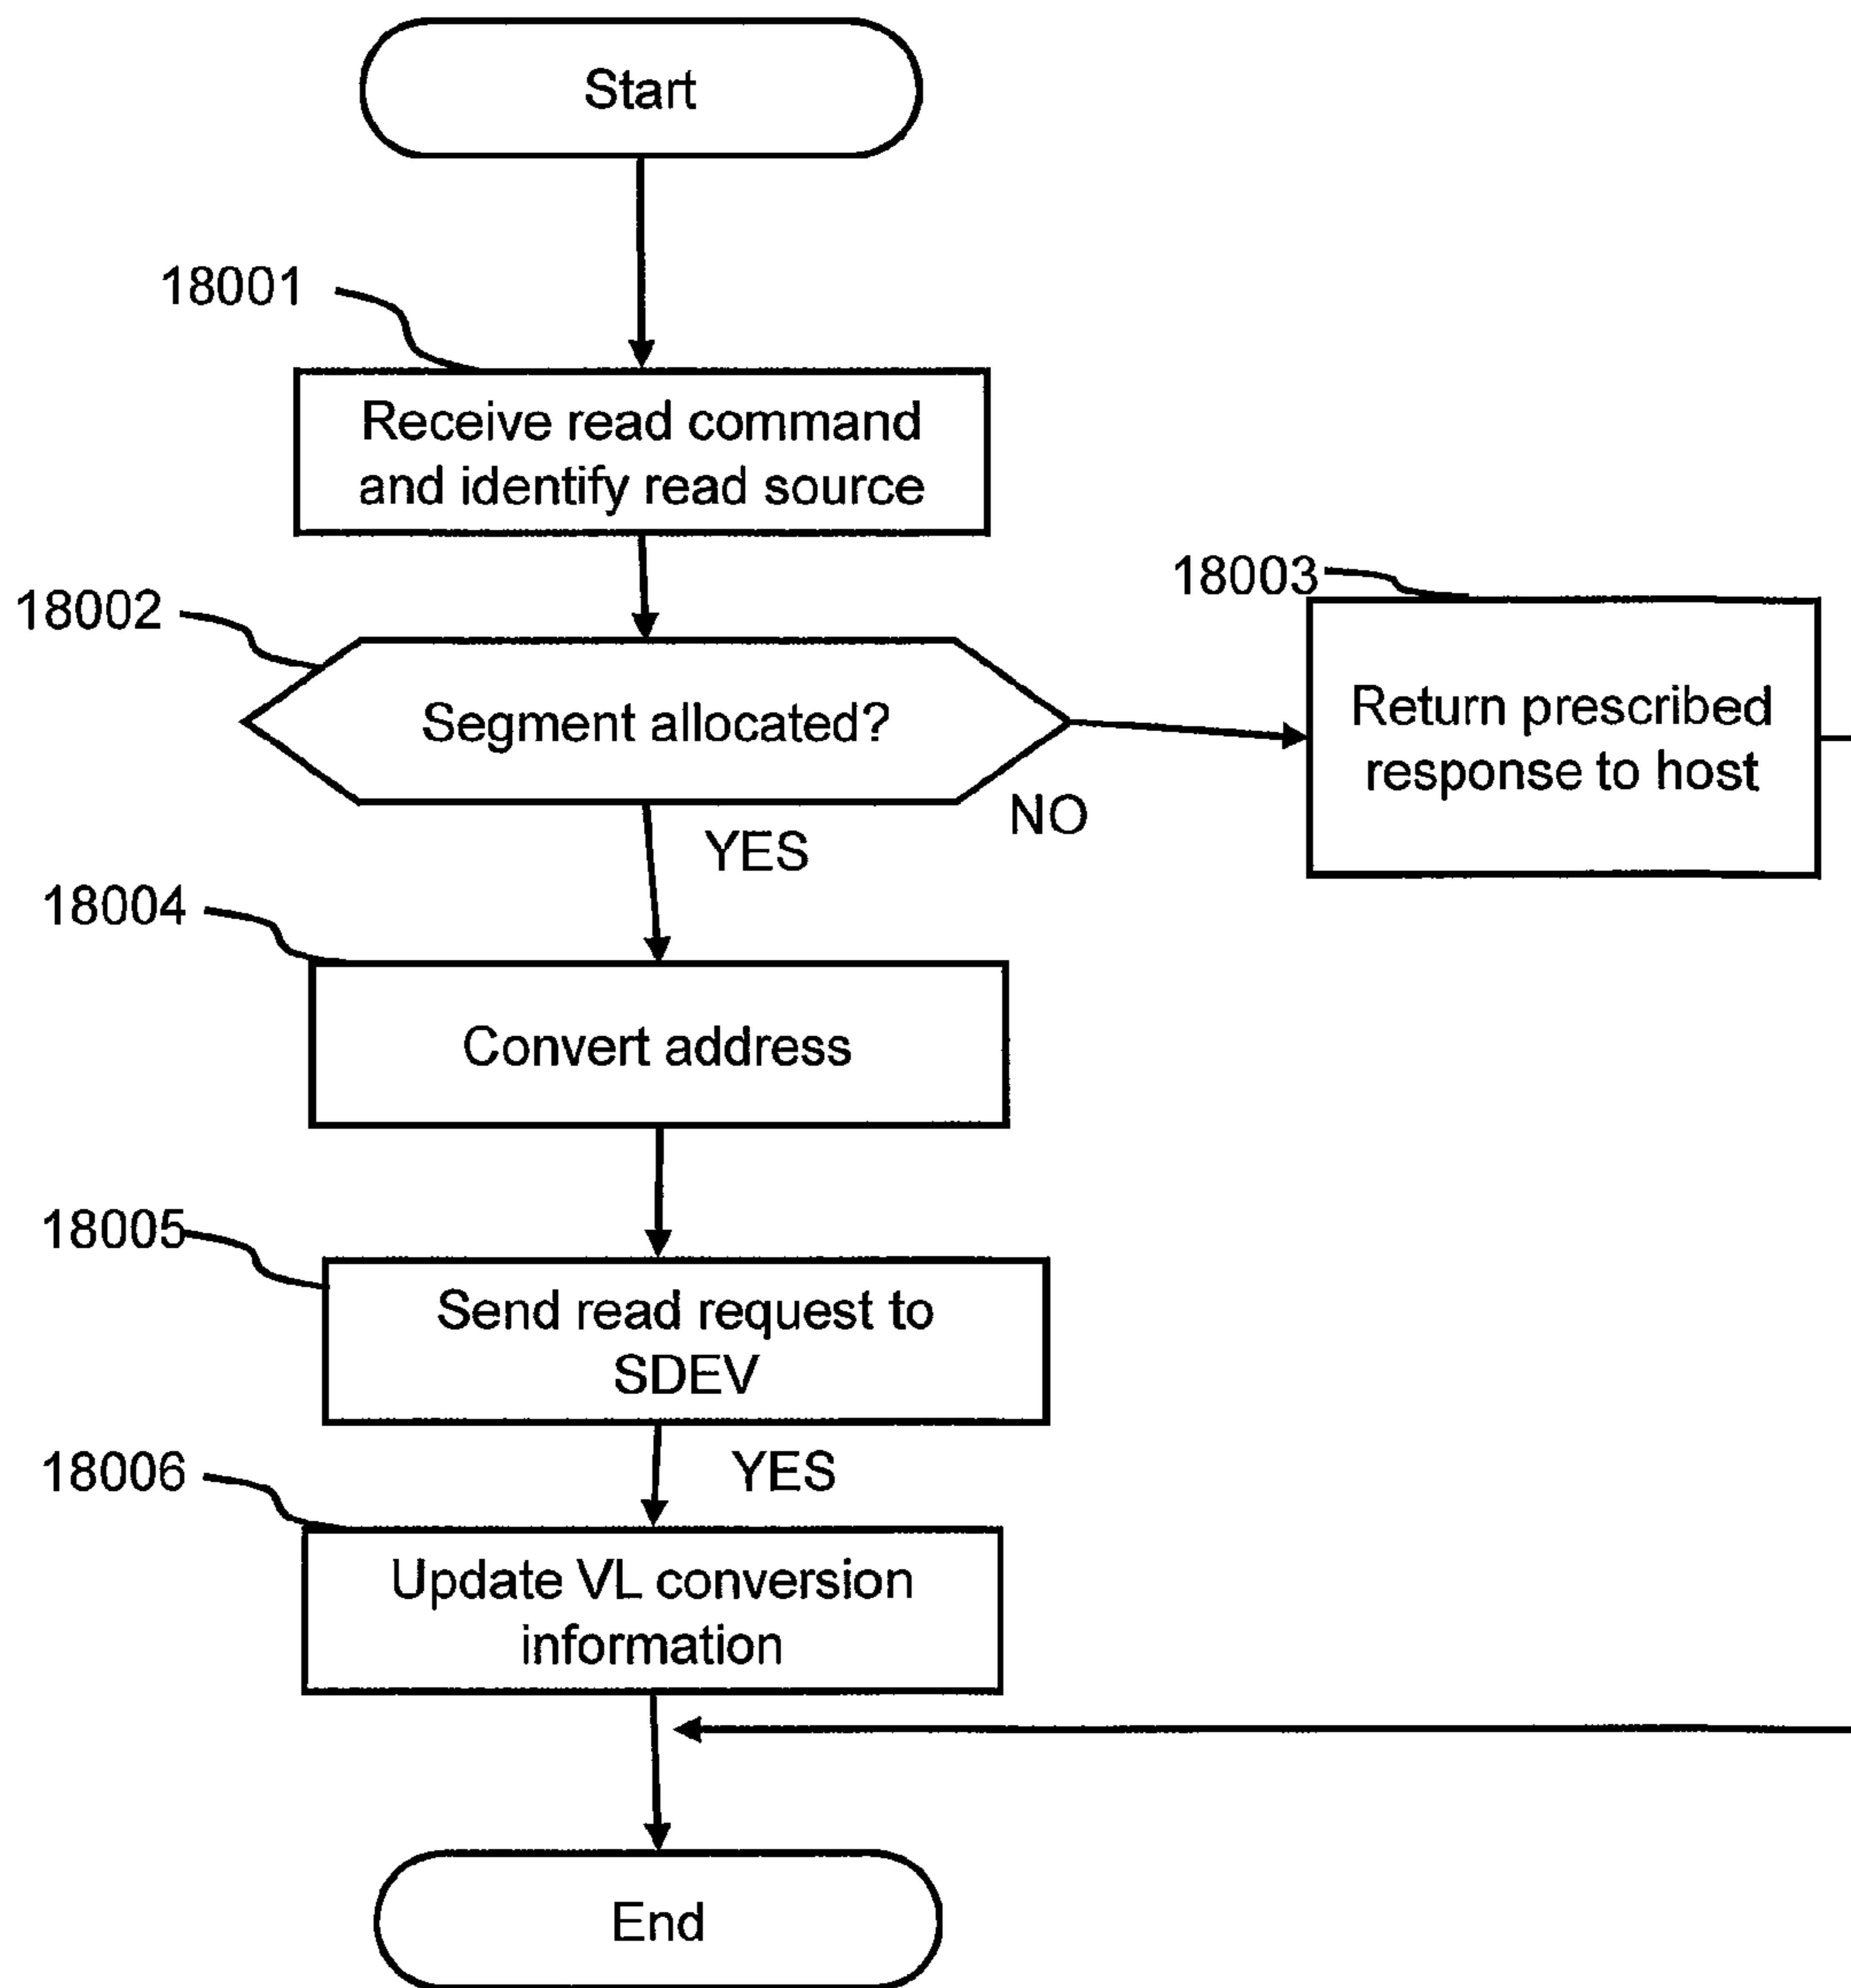 Start
18001
Receive read command
and identify read source
18002
Segment allocated?
18003
Return prescribed
response to host
NO
YES
18004
Convert address
18005
Send read request to
SDEV
YES
18006
Update VL conversion
information
End